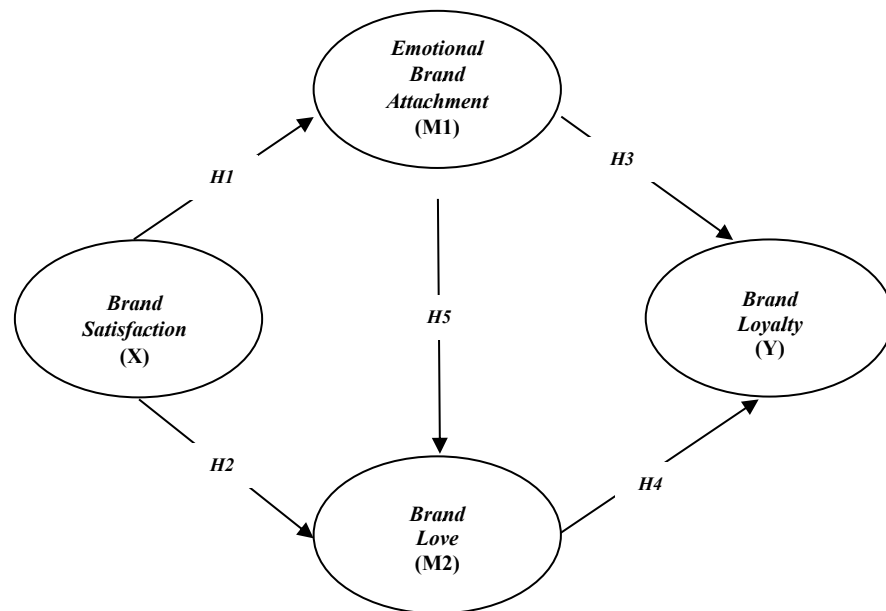 Emotional
Brand
Attachment
(M1)
H1
H3
Brand
Satisfaction
(X)
H5
Brand
Loyalty
(Y)
H2
H4
Brand
Love
(M2)